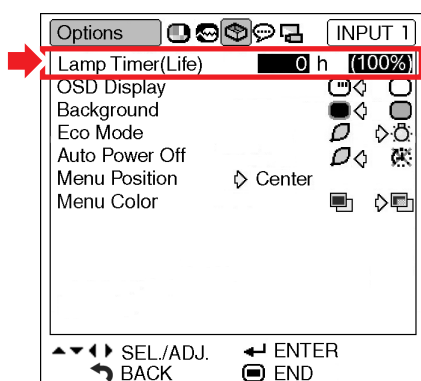 Options INPUT 1
Lamp Timer(Life) 0 h (100%)
OSD Display
Background
Eco Mode
Auto Power Off
Menu Position Center
Menu Color
SEL./ADJ. ENTER
BACK END